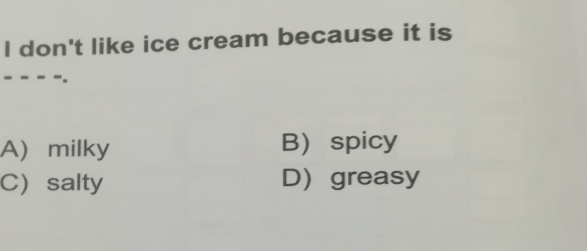 I don't like ice cream because it is
- - - -.
A) milky
B) spicy
C) salty
D) greasy